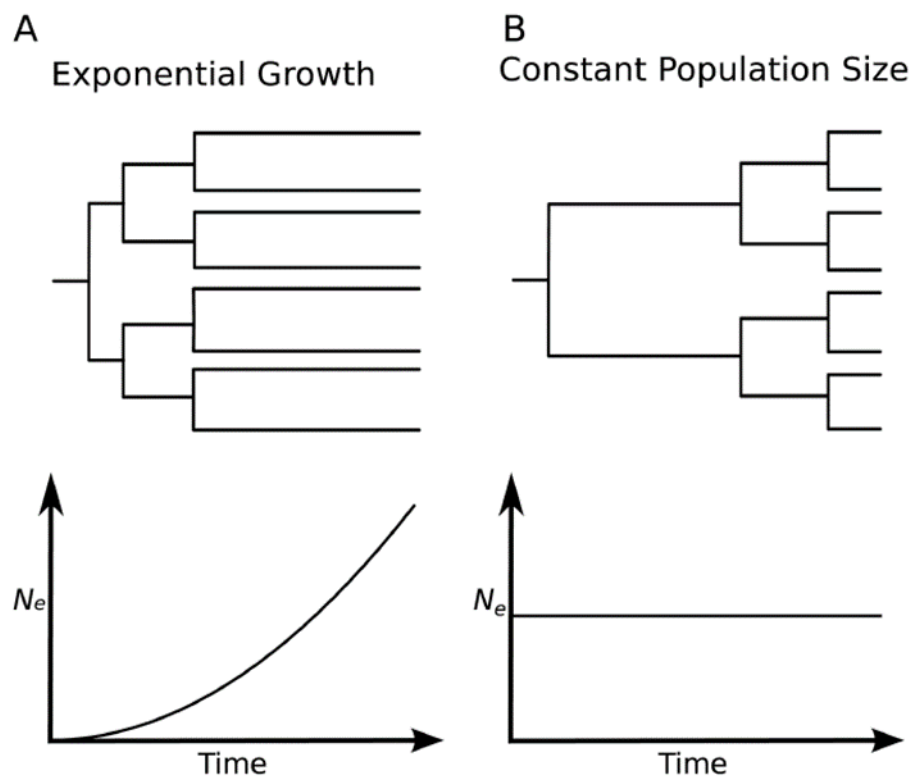 A
Exponential Growth
B
Constant Population Size
Ne
Time
Ne
Time